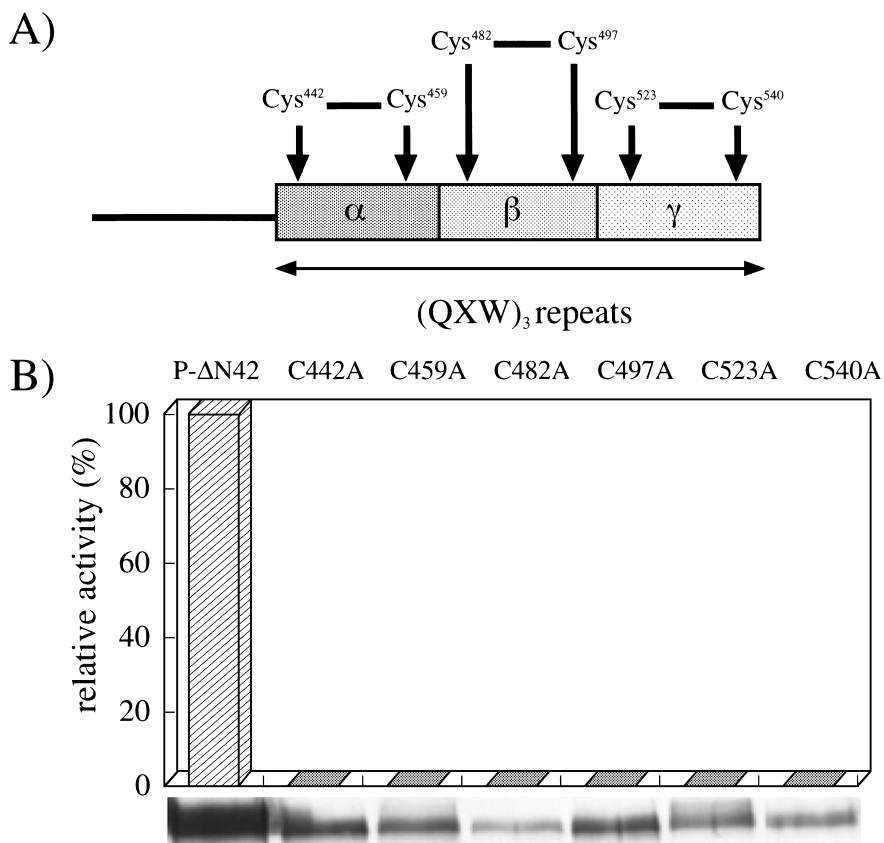 A)
Cys482 Cys497
Cys442 Cys459 Cys523 Cys540
α β γ
(QXW)3 repeats
B)
P-ΔN42 C442A C459A C482A C497A C523A C540A
relative activity (%)
100
80
60
40
20
0